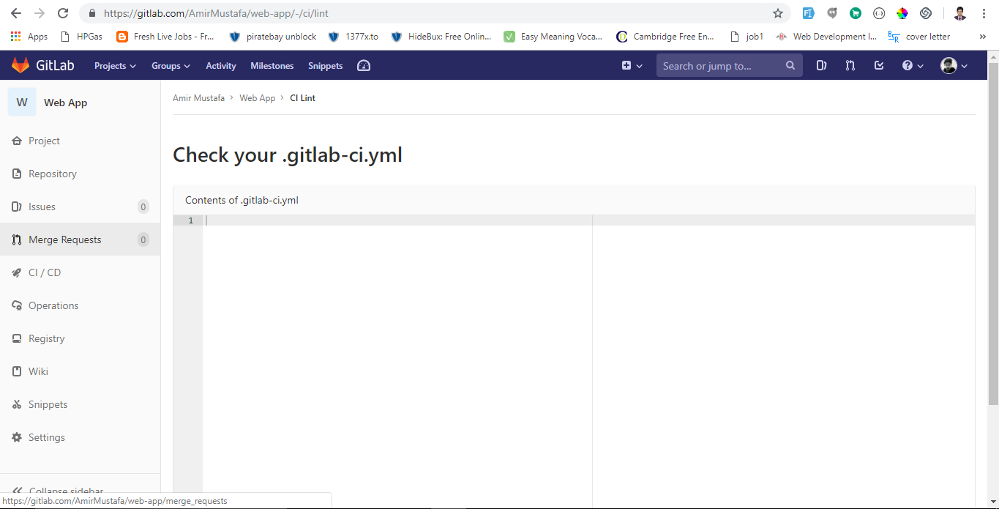 https://gitlab.com/AmirMustafa/web-app/-/ci/lint
Apps HPGas Fresh Live Jobs - Fr... piratebay unblock 1377x.to HideBux: Free Onlin... Easy Meaning Voca... Cambridge Free En... job1 Web Development I... cover letter »
GitLab Projects Groups Activity Milestones Snippets Search or jump to...
W Web App
Amir Mustafa > Web App > CI Lint
Project
Check your .gitlab-ci.yml
Repository
Contents of .gitlab-ci.yml
Issues 0
1
Merge Requests 0
CI / CD
Operations
Registry
Wiki
Snippets
Settings
Collapse sidebar
https://gitlab.com/AmirMustafa/web-app/merge_requests